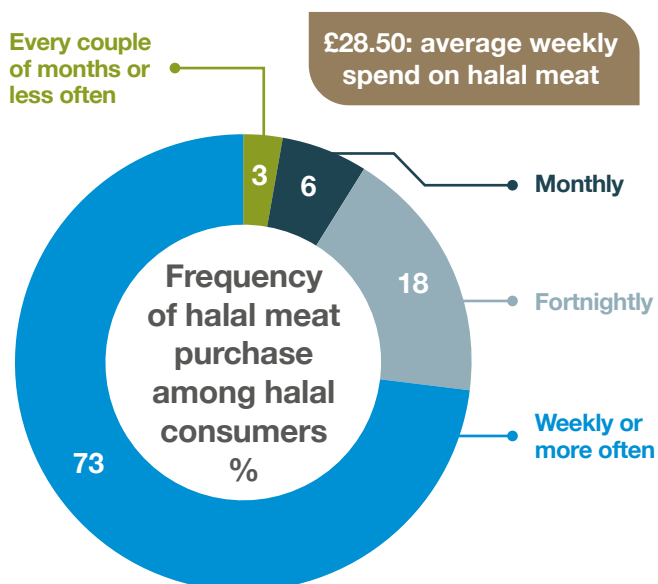 Every couple
of months or
less often
£28.50: average weekly
spend on halal meat
3
6
Monthly
18
Fortnightly
Frequency
of halal meat
purchase
among halal
consumers
%
73
Weekly or
more often